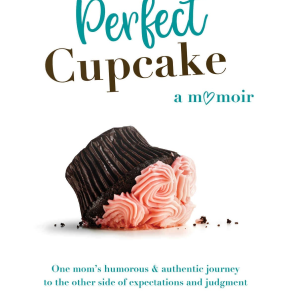 Perfect
Cupcake
a m♡moir
One mom's humorous & authentic journey
to the other side of expectations and judgment